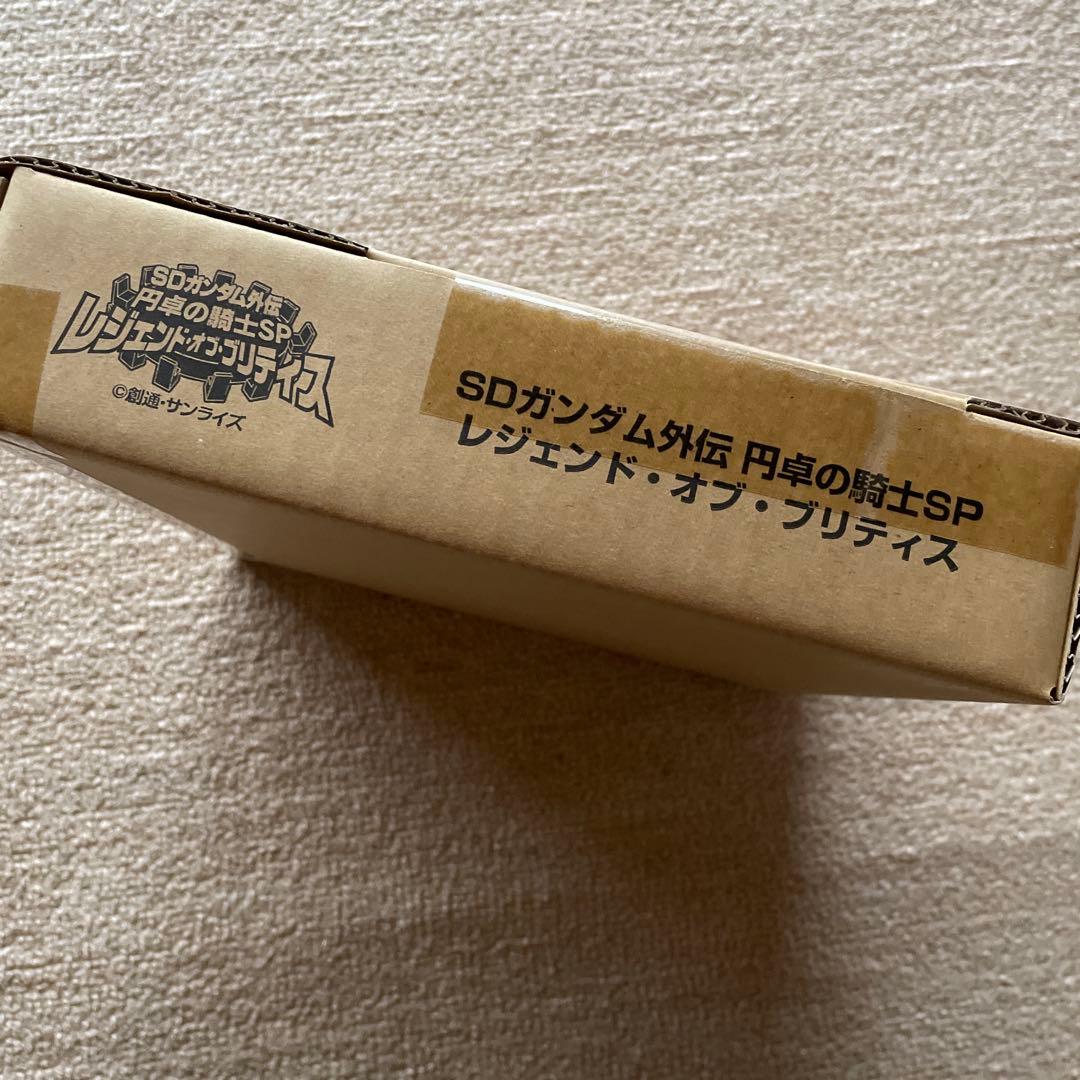 SDガンダム外伝
円卓の騎士SP
レジェンド・オブ・ブリティス
©創通・サンライズ
SDガンダム外伝 円卓の騎士SP
レジェンド・オブ・ブリティス